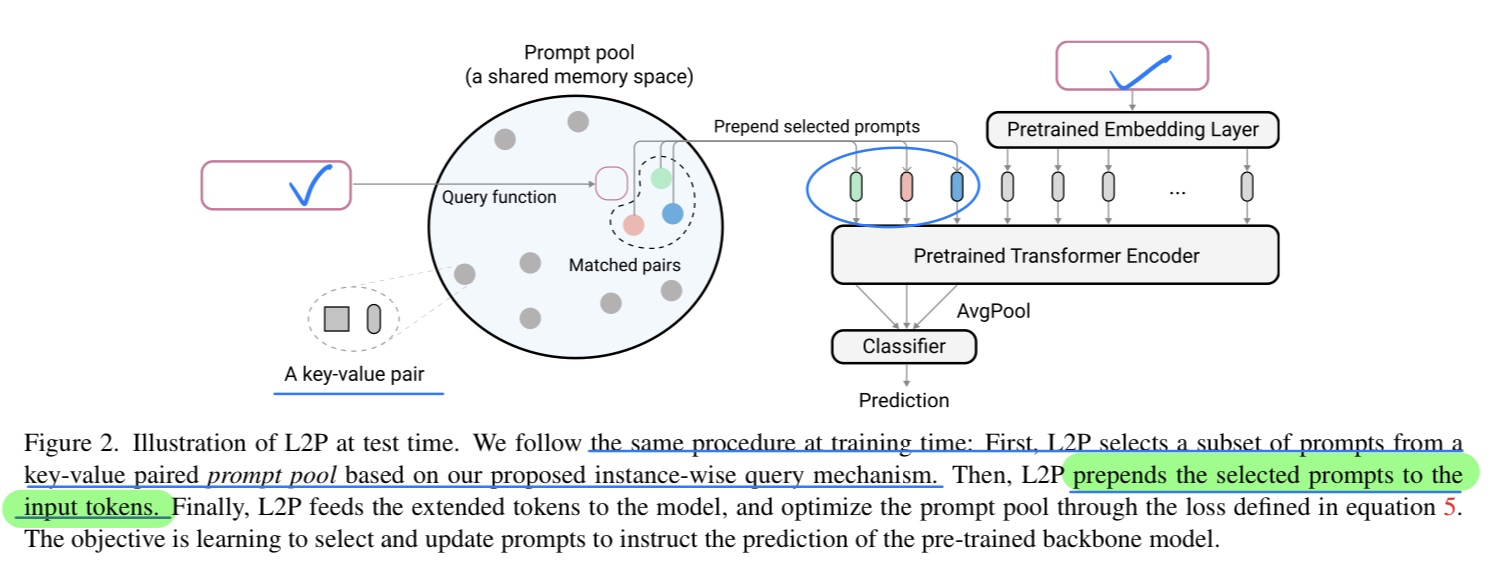 Prompt pool
(a shared memory space)
Prepend selected prompts
Pretrained Embedding Layer
Query function
...
Matched pairs
Pretrained Transformer Encoder
AvgPool
A key-value pair
Classifier
Prediction
Figure 2. Illustration of L2P at test time. We follow the same procedure at training time: First, L2P selects a subset of prompts from a
key-value paired prompt pool based on our proposed instance-wise query mechanism. Then, L2P prepends the selected prompts to the
input tokens. Finally, L2P feeds the extended tokens to the model, and optimize the prompt pool through the loss defined in equation 5.
The objective is learning to select and update prompts to instruct the prediction of the pre-trained backbone model.